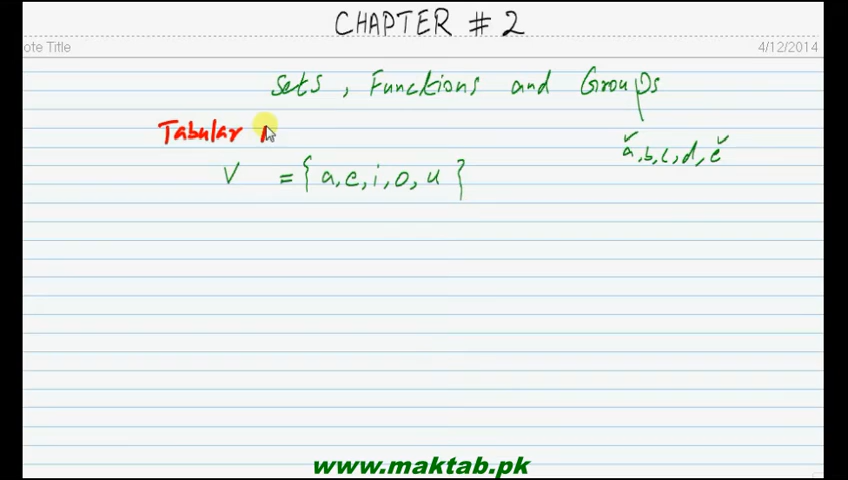 CHAPTER # 2
ote Title
4/12/2014
Sets, Functions and Groups
Tabular
a,b,c,d,e
V = { a,e,i,o,u }
www.maktab.pk